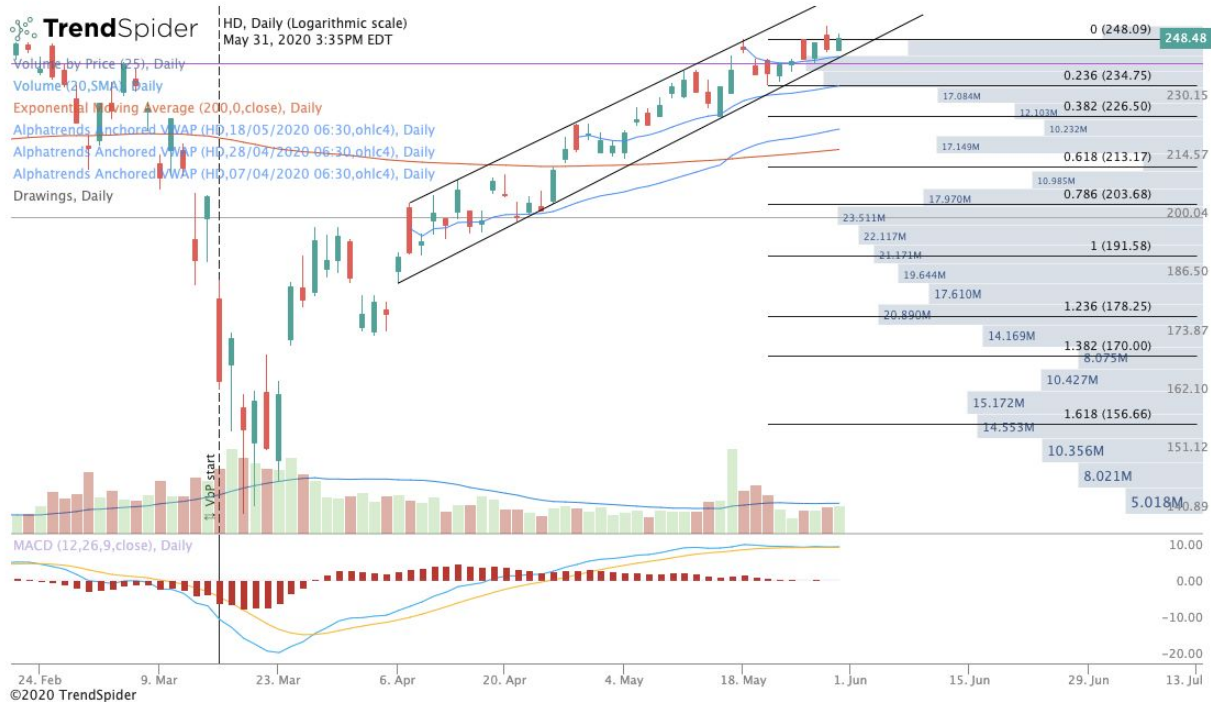 TrendSpider
HD, Daily (Logarithmic scale)
May 31, 2020 3:35PM EDT
Volume by Price (25), Daily
Volume (20,SMA), Daily
Exponential Moving Average (200,0,close), Daily
Alphatrends Anchored VWAP (HD,18/05/2020 06:30,ohlc4), Daily
Alphatrends Anchored VWAP (HD,28/04/2020 06:30,ohlc4), Daily
Alphatrends Anchored VWAP (HD,07/04/2020 06:30,ohlc4), Daily
Drawings, Daily
0 (248.09)
248.48
0.236 (234.75)
17.084M
230.15
0.382 (226.50)
12.103M
10.232M
17.149M
0.618 (213.17)
214.57
10.985M
0.786 (203.68)
17.970M
23.511M
200.04
22.117M
1 (191.58)
21.171M
19.644M
186.50
17.610M
1.236 (178.25)
20.890M
14.169M
173.87
1.382 (170.00)
8.075M
10.427M
162.10
15.172M
1.618 (156.66)
14.553M
10.356M
151.12
8.021M
5.018M
140.89
VbP start
MACD (12,26,9,close), Daily
10.00
0.00
-10.00
-20.00
24. Feb
9. Mar
23. Mar
6. Apr
20. Apr
4. May
18. May
1. Jun
15. Jun
29. Jun
13. Jul
©2020 TrendSpider